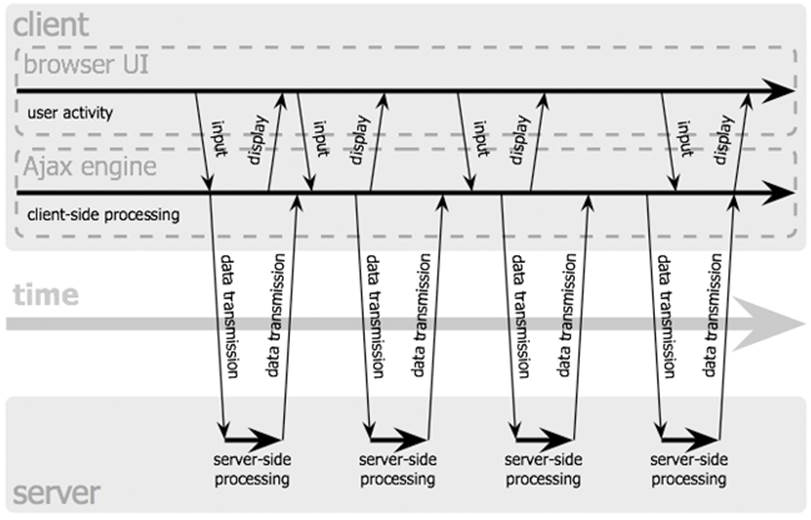 client
browser UI
user activity
input
display
input
display
input
display
input
display
Ajax engine
client-side processing
data transmission
data transmission
data transmission
data transmission
data transmission
data transmission
data transmission
data transmission
time
server-side
processing
server-side
processing
server-side
processing
server-side
processing
server